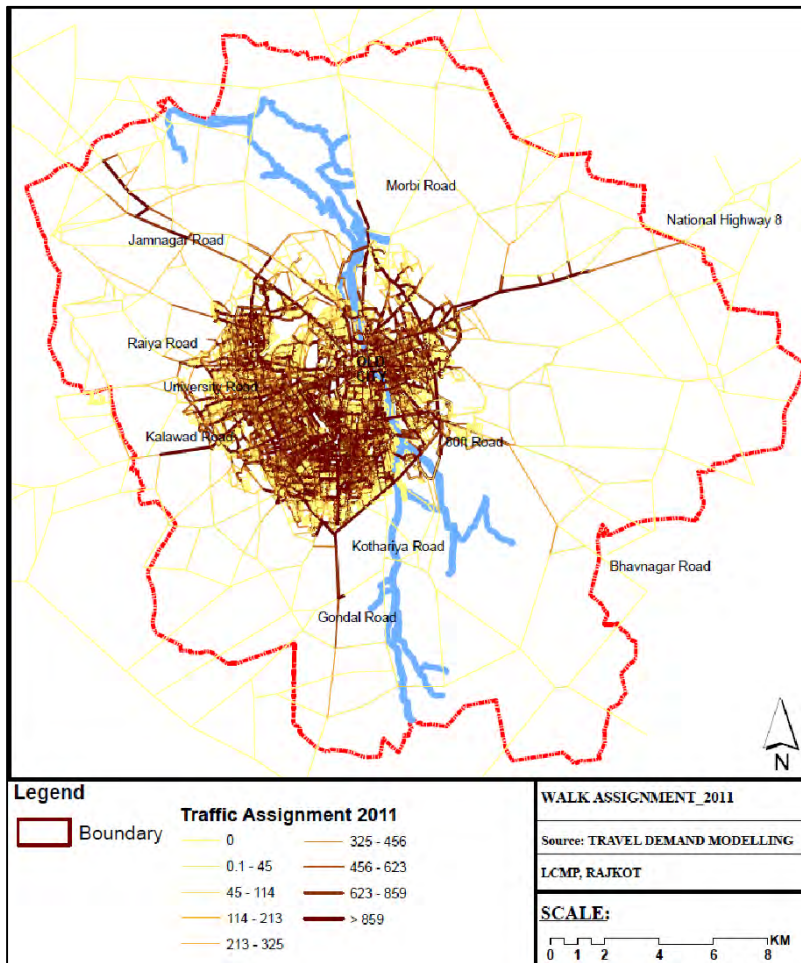 Morbi Road
National Highway 8
Jamnagar Road
Raiya Road
OLD
CITY
University Road
Kalawad Road
80ft Road
Kothariya Road
Bhavnagar Road
Gondal Road
N
Legend
Boundary
Traffic Assignment 2011
0
0.1 - 45
45 - 114
114 - 213
213 - 325
325 - 456
456 - 623
623 - 859
> 859
WALK ASSIGNMENT_2011
Source: TRAVEL DEMAND MODELLING
LCMP, RAJKOT
SCALE:
KM
0 1 2 4 6 8